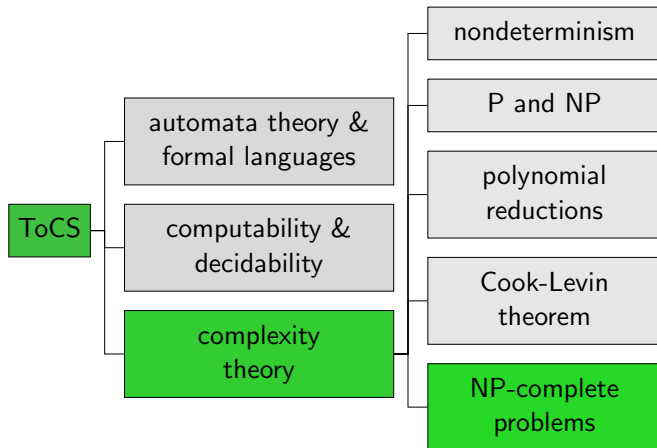 ToCS
automata theory &
formal languages
computability &
decidability
complexity
theory
nondeterminism
P and NP
polynomial
reductions
Cook-Levin
theorem
NP-complete
problems